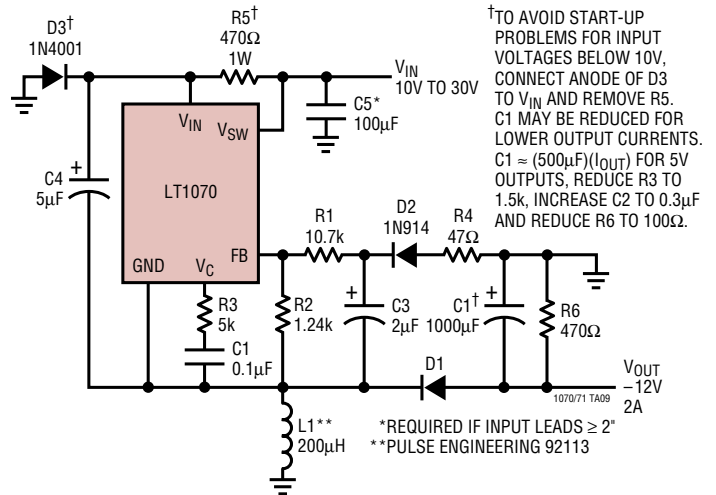 D3†
1N4001
R5†
470Ω
1W
VIN
10V TO 30V
C5*
100μF
†TO AVOID START-UP
PROBLEMS FOR INPUT
VOLTAGES BELOW 10V,
CONNECT ANODE OF D3
TO VIN AND REMOVE R5.
C1 MAY BE REDUCED FOR
LOWER OUTPUT CURRENTS.
C1 ≈ (500μF)(IOUT) FOR 5V
OUTPUTS, REDUCE R3 TO
1.5k, INCREASE C2 TO 0.3μF
AND REDUCE R6 TO 100Ω.
VIN
VSW
+
C4
5μF
LT1070
GND
VC
FB
R1
10.7k
D2
1N914
R4
47Ω
R3
5k
C1
0.1μF
R2
1.24k
+
C3
2μF
+
C1†
1000μF
R6
470Ω
D1
VOUT
–12V
2A
1070/71 TA09
L1**
200μH
*REQUIRED IF INPUT LEADS ≥ 2"
**PULSE ENGINEERING 92113